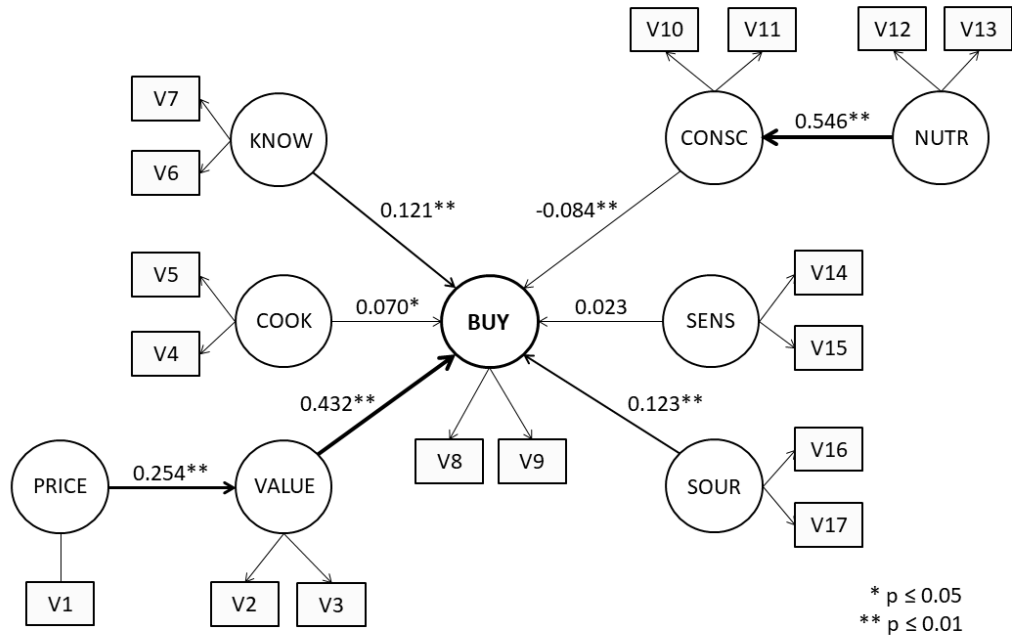 V10
V11
V12
V13
V7
KNOW
CONSC
0.546**
NUTR
V6
0.121**
-0.084**
V5
COOK
0.070*
BUY
0.023
SENS
V14
V4
V15
0.432**
0.123**
V8
V9
V16
PRICE
0.254**
VALUE
SOUR
V17
V1
V2
V3
* p ≤ 0.05
** p ≤ 0.01